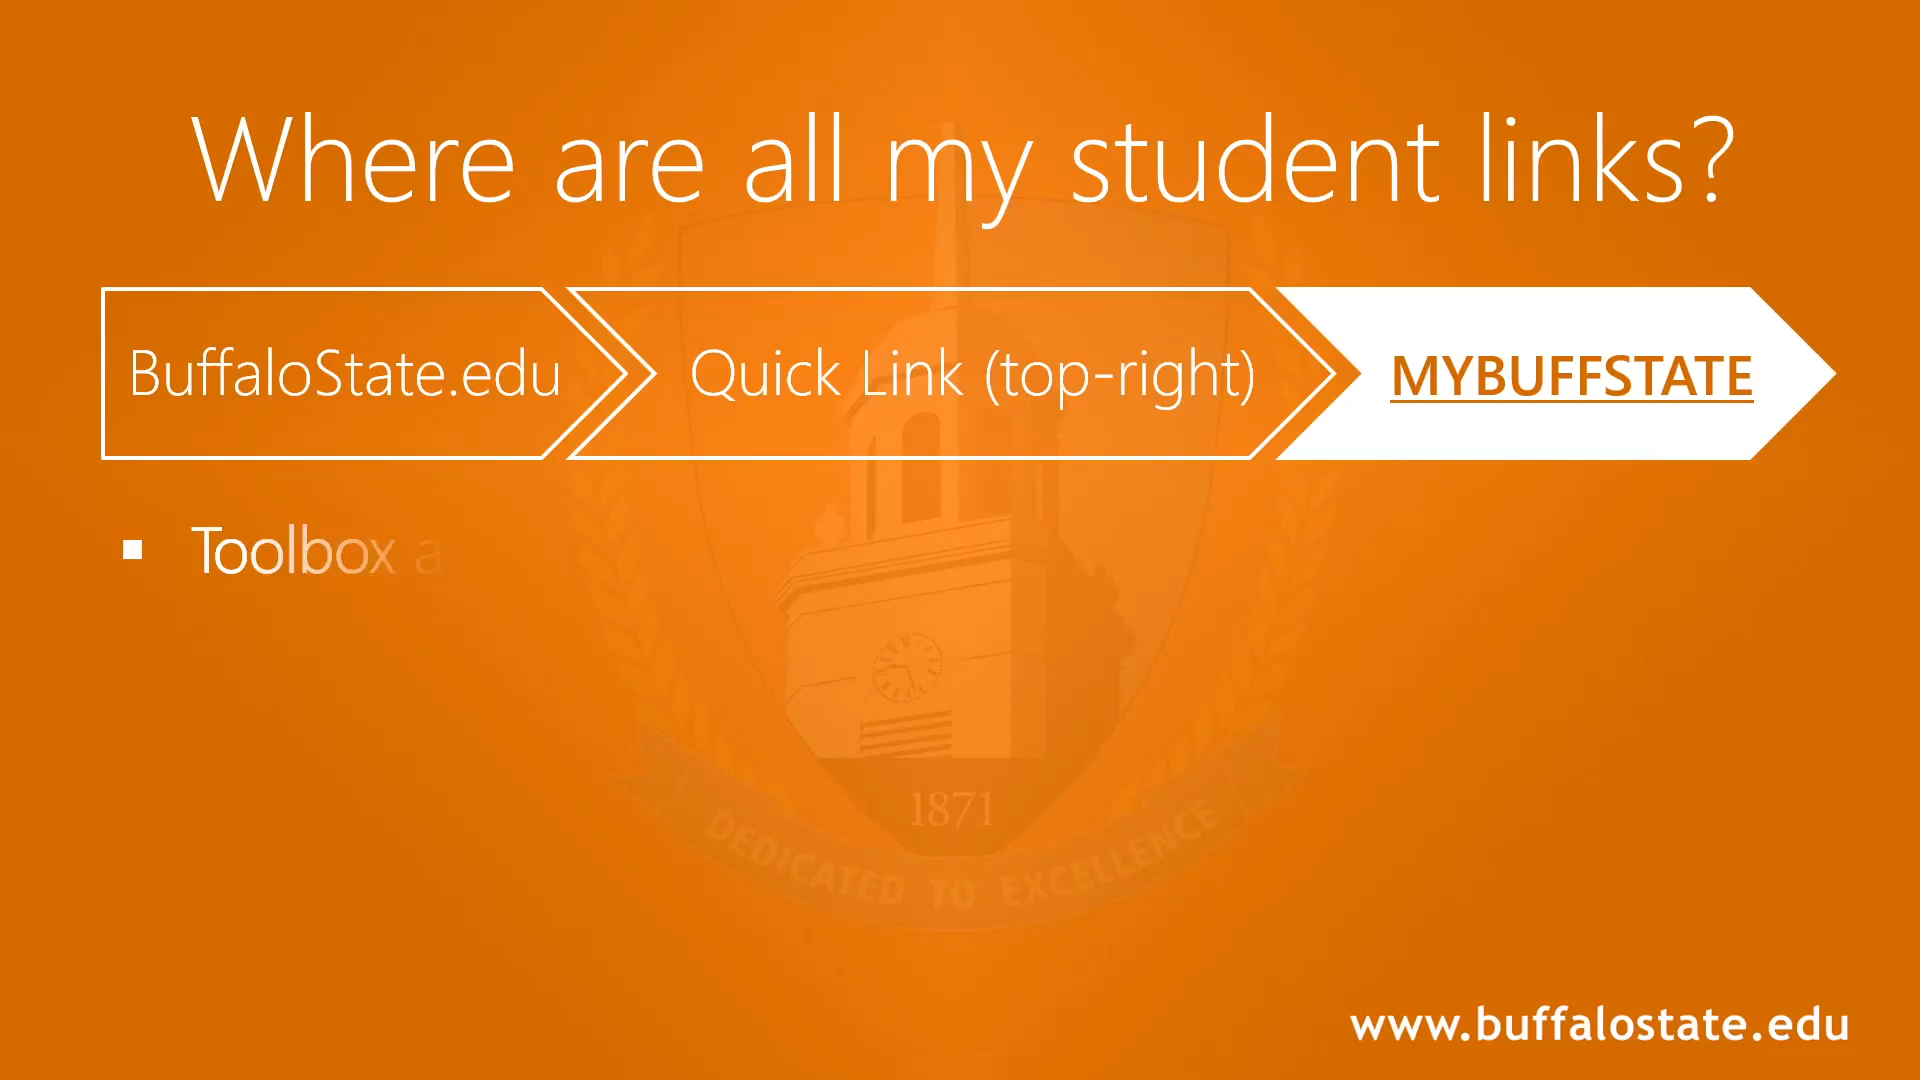 Where are all my student links?
BuffaloState.edu
Quick Link (top-right)
MYBUFFSTATE
Toolbox
1871
DEDICATED TO EXCELLENCE
www.buffalostate.edu